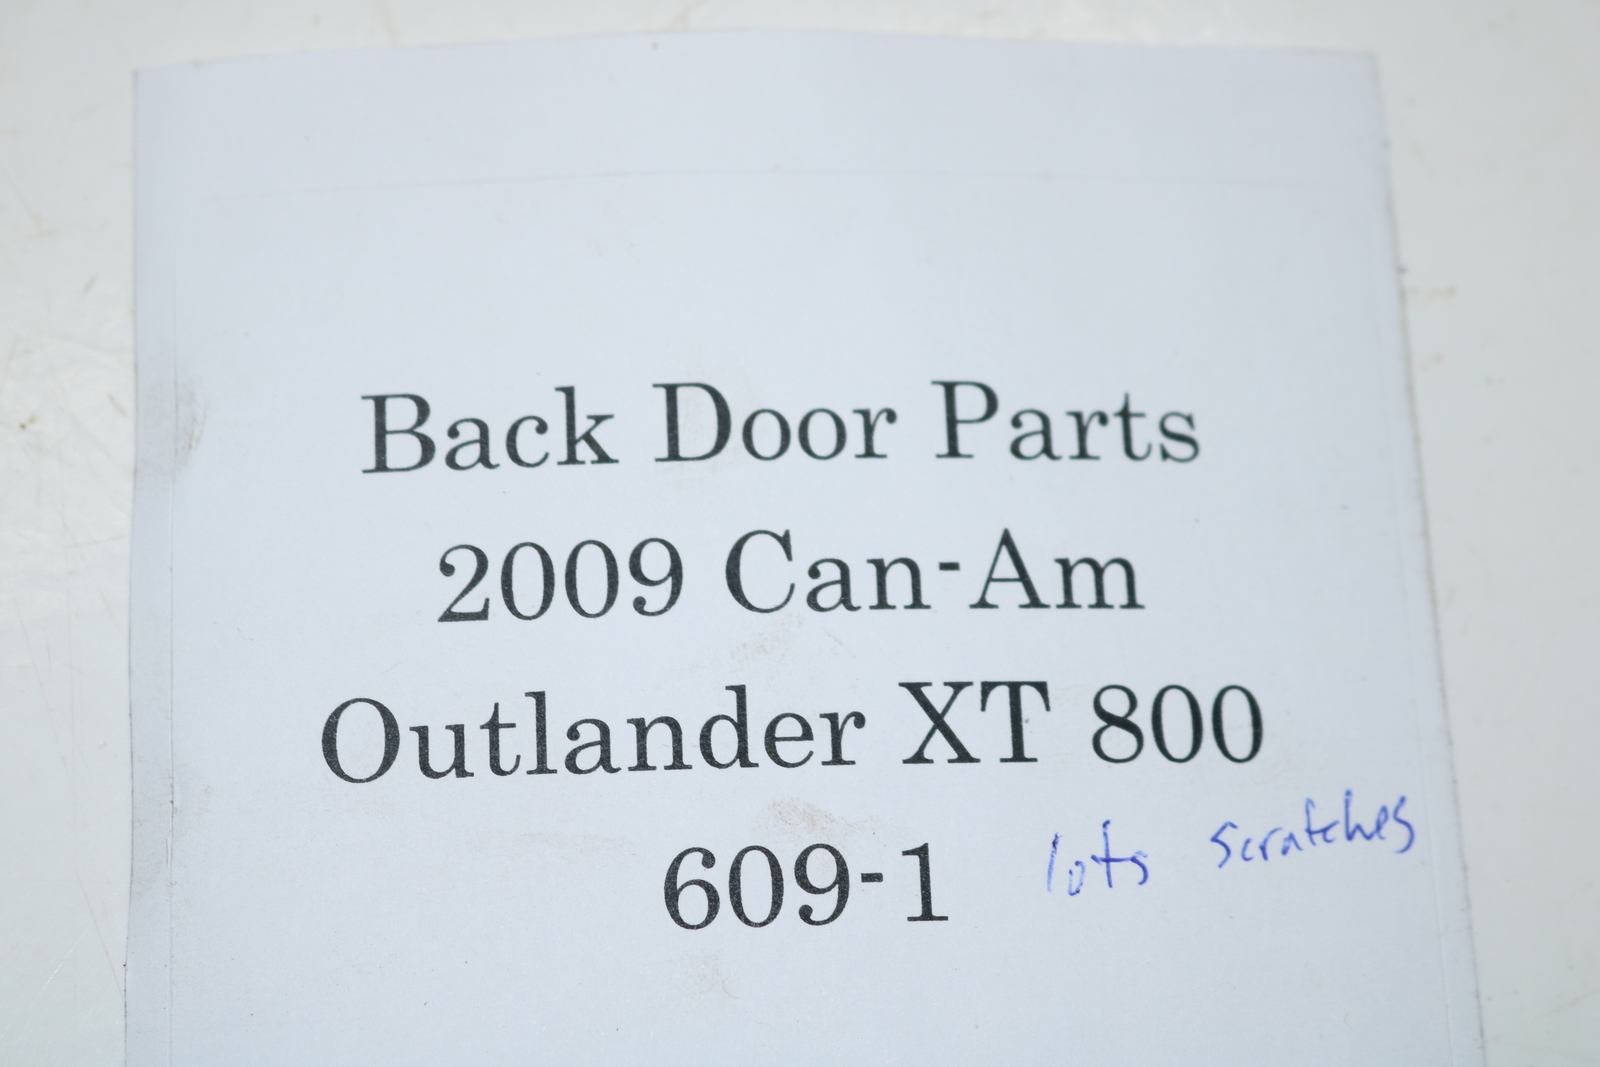 Back Door Parts
2009 Can-Am
Outlander XT 800
609-1 lots scratches